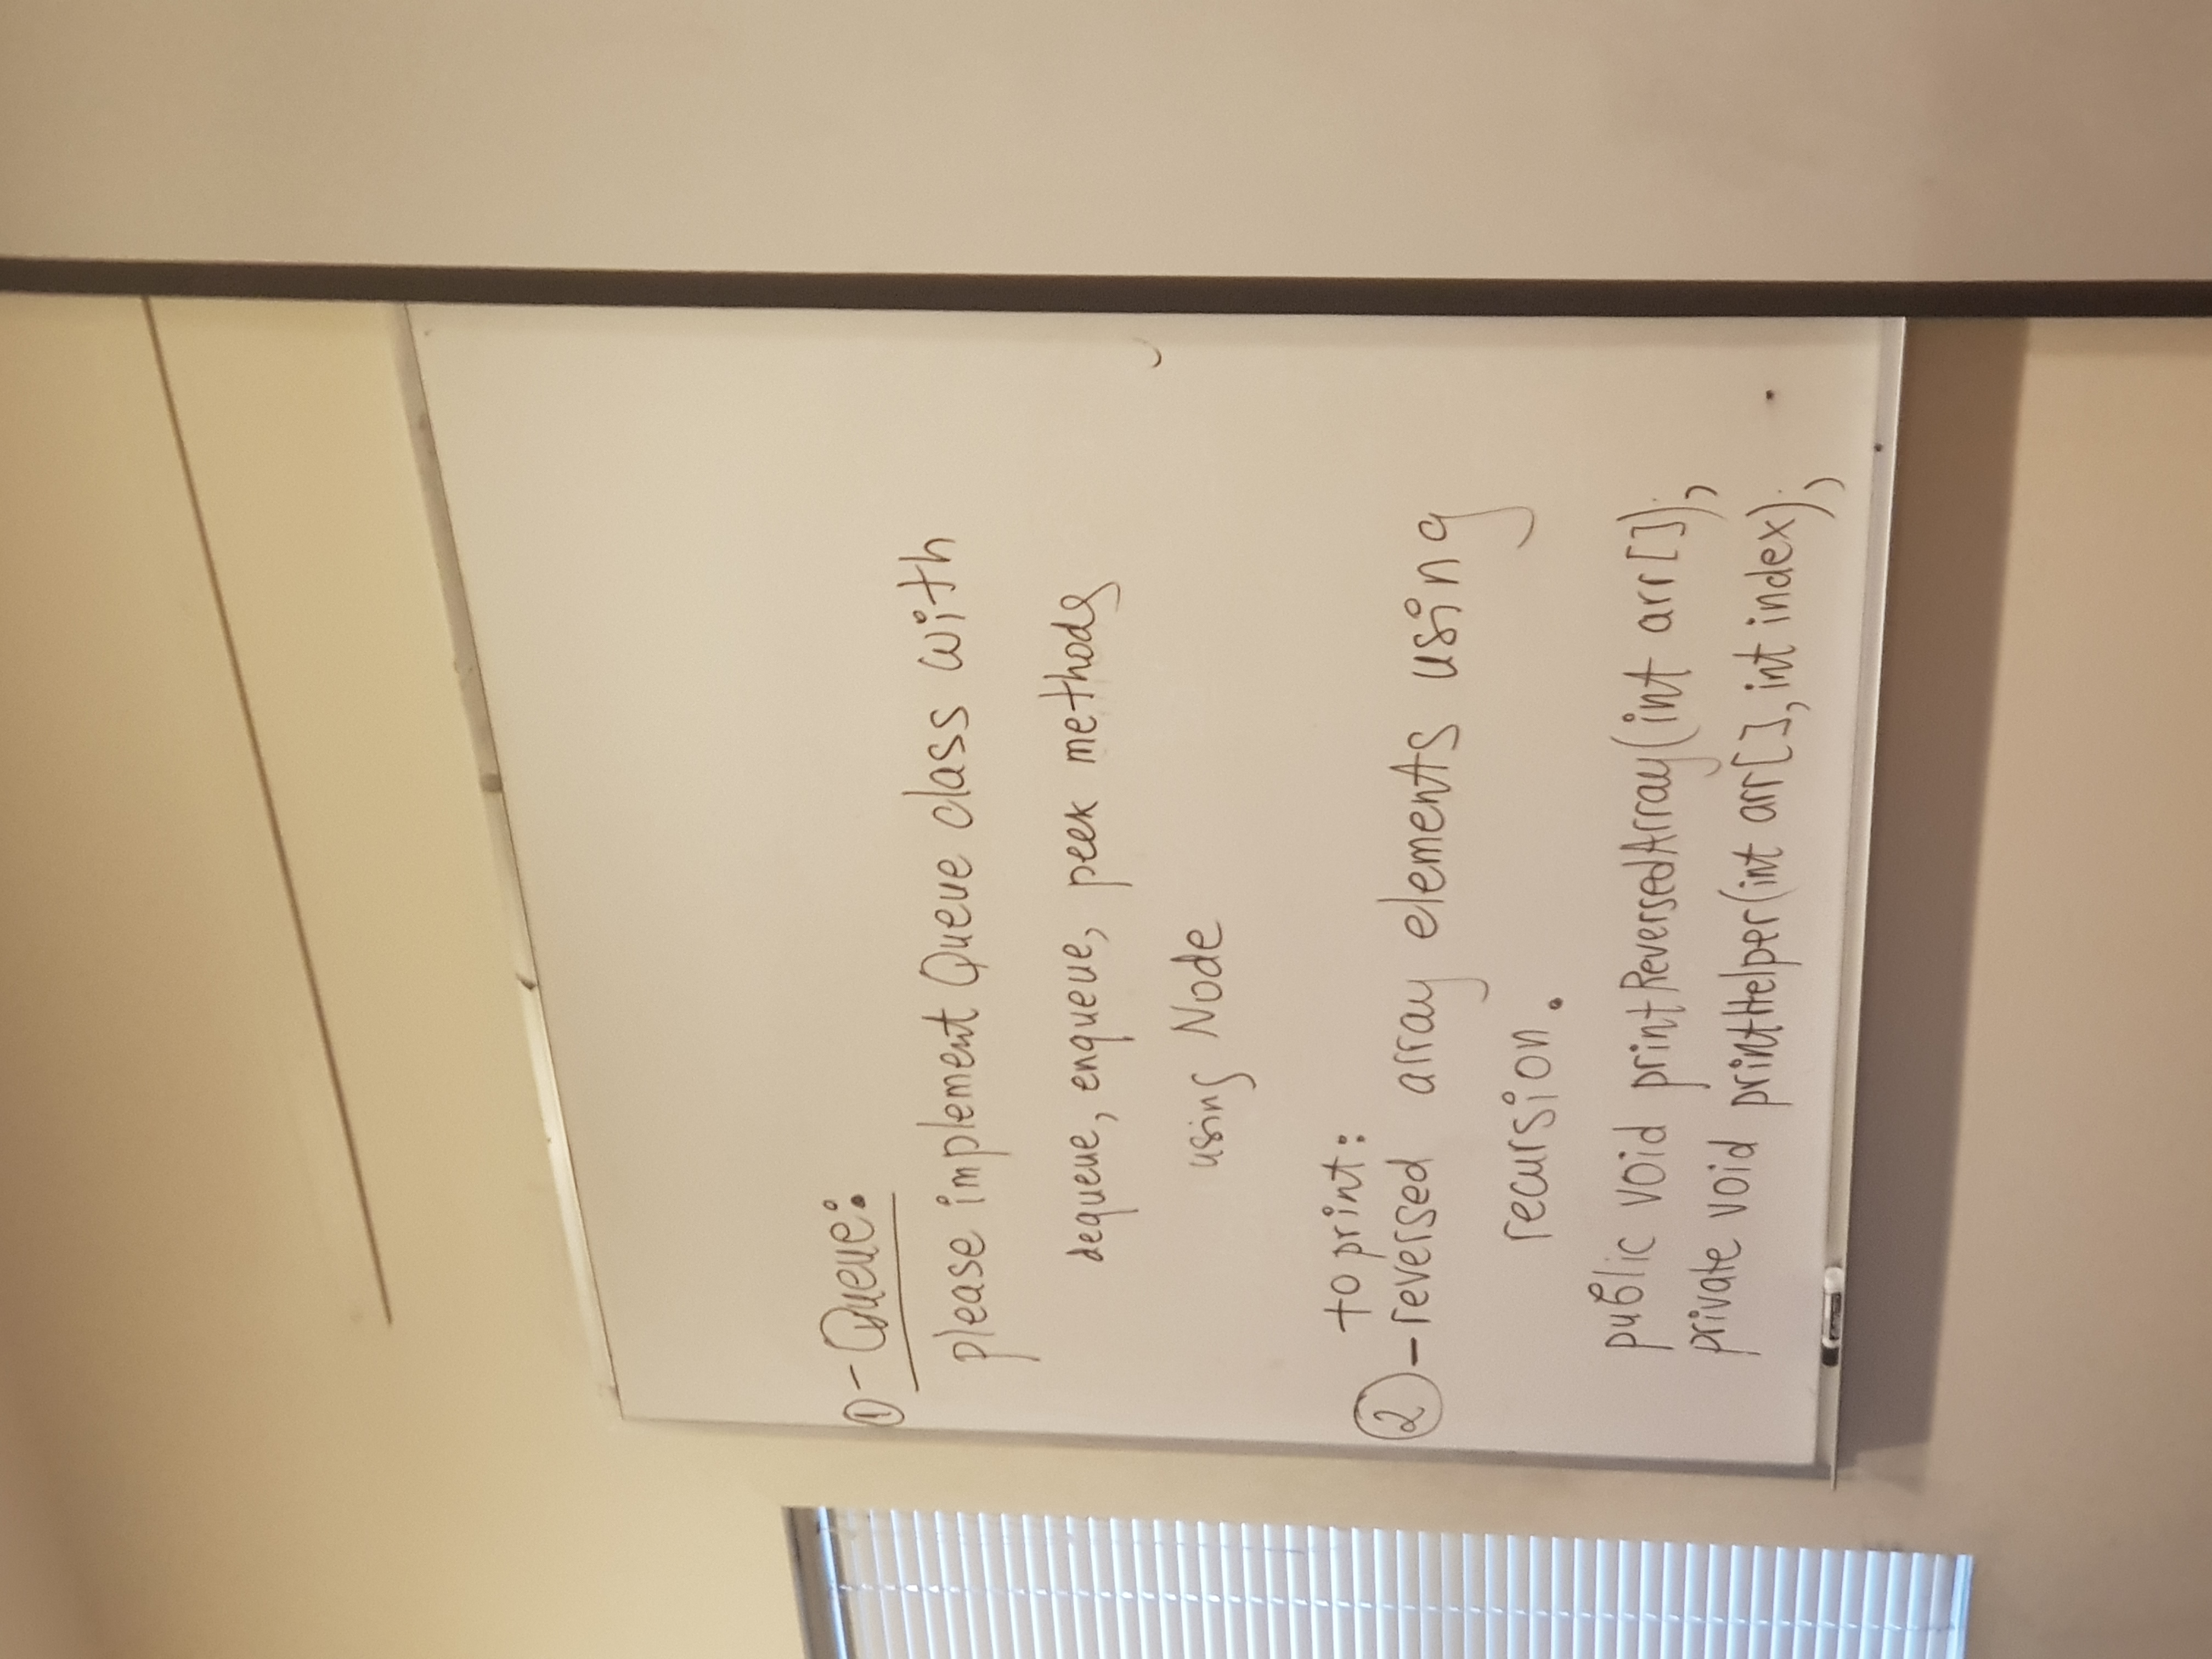 ① - Queue:
please implement Queue class with
dequeue, enqueue, peek methods
using Node
to print:
② - reversed array elements using
recursion.
public void printReversedArray(int arr[]);
private void printHelper(int arr[], int index);